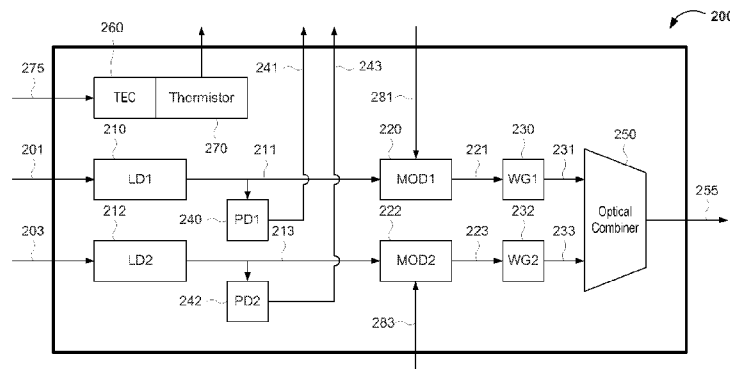 200
260
241
243
275
TEC
Thermistor
281
210
270
211
220
230
250
201
221
231
LD1
MOD1
WG1
240
PD1
255
212
222
232
Optical
Combiner
203
213
223
233
LD2
MOD2
WG2
242
PD2
283